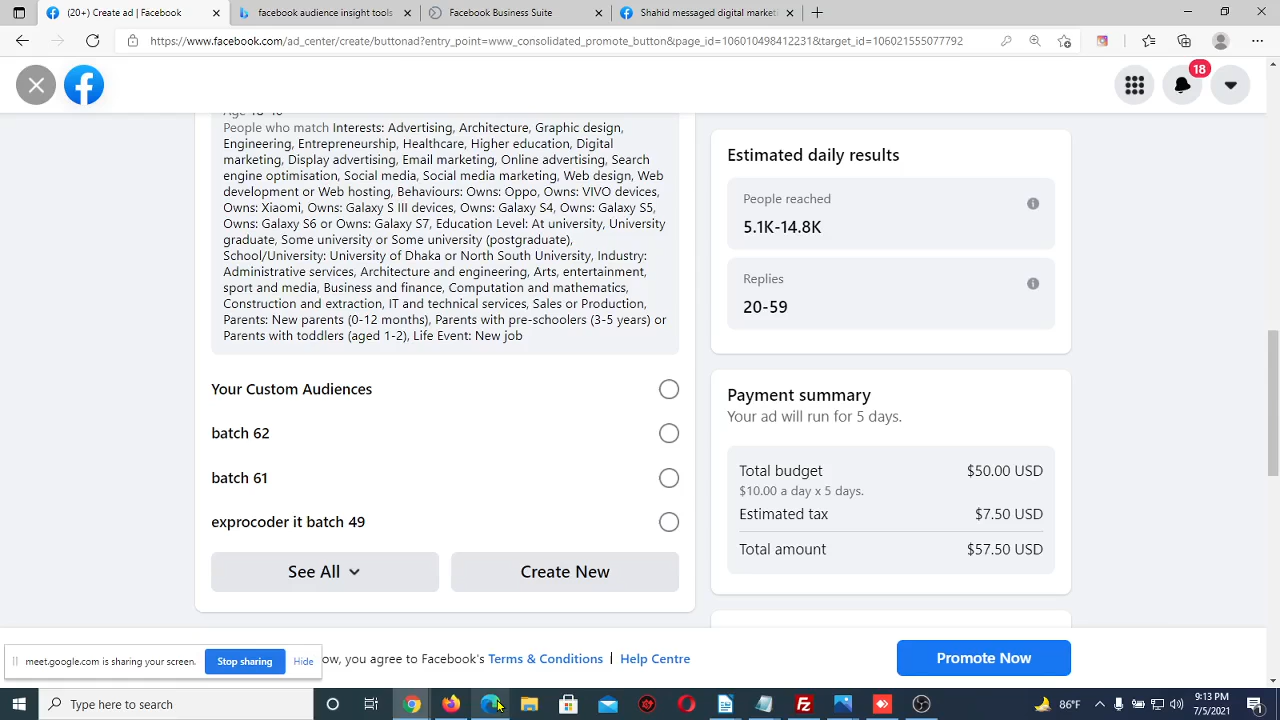 (20+) Create ad | Facebook
facebook audience insight tools
Facebook Business Suite
Shahid messaged digital marketi
https://www.facebook.com/ad_center/create/buttonad?entry_point=www_consolidated_promote_button&page_id=106010498412231&target_id=106021555077792
18
People who match Interests: Advertising, Architecture, Graphic design,
Engineering, Entrepreneurship, Healthcare, Higher education, Digital
marketing, Display advertising, Email marketing, Online advertising, Search
engine optimisation, Social media, Social media marketing, Web design, Web
development or Web hosting, Behaviours: Owns: Oppo, Owns: VIVO devices,
Owns: Xiaomi, Owns: Galaxy S III devices, Owns: Galaxy S4, Owns: Galaxy S5,
Owns: Galaxy S6 or Owns: Galaxy S7, Education Level: At university, University
graduate, Some university or Some university (postgraduate),
School/University: University of Dhaka or North South University, Industry:
Administrative services, Architecture and engineering, Arts, entertainment,
sport and media, Business and finance, Computation and mathematics,
Construction and extraction, IT and technical services, Sales or Production,
Parents: New parents (0-12 months), Parents with pre-schoolers (3-5 years) or
Parents with toddlers (aged 1-2), Life Event: New job
Your Custom Audiences
batch 62
batch 61
exprocoder it batch 49
See All
Create New
Estimated daily results
People reached
5.1K-14.8K
Replies
20-59
Payment summary
Your ad will run for 5 days.
Total budget $50.00 USD
$10.00 a day x 5 days.
Estimated tax $7.50 USD
Total amount $57.50 USD
meet.google.com is sharing your screen.
Stop sharing
Hide
ow, you agree to Facebook's Terms & Conditions | Help Centre
Promote Now
Type here to search
86°F
9:13 PM
7/5/2021